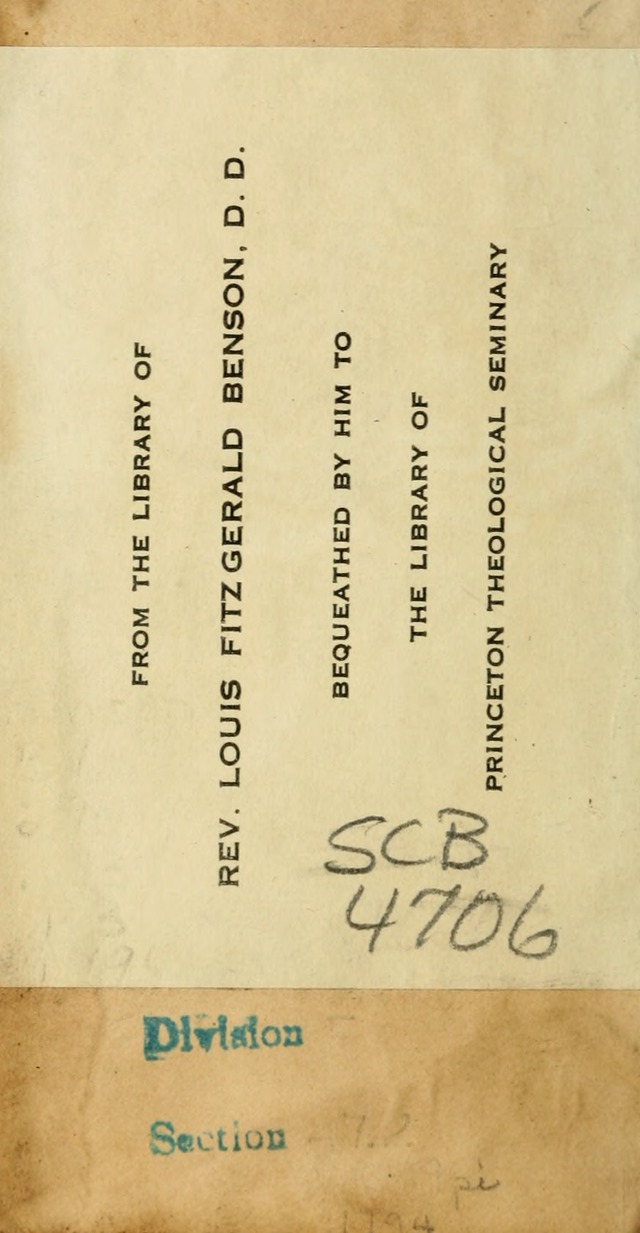 FROM THE LIBRARY OF
REV. LOUIS FITZGERALD BENSON, D. D.
BEQUEATHED BY HIM TO
THE LIBRARY OF
PRINCETON THEOLOGICAL SEMINARY
SCB
4706
Division
Section